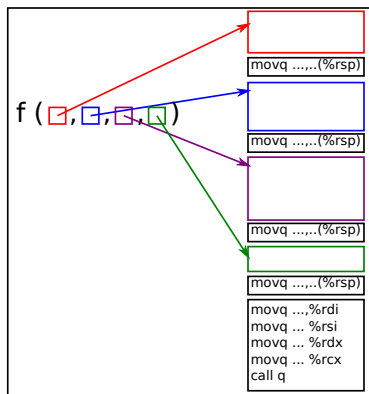 movq ...,..(%rsp)
f ( , , , )
movq ...,..(%rsp)
movq ...,..(%rsp)
movq ...,..(%rsp)
movq ...,%rdi
movq ... %rsi
movq ... %rdx
movq ... %rcx
call q